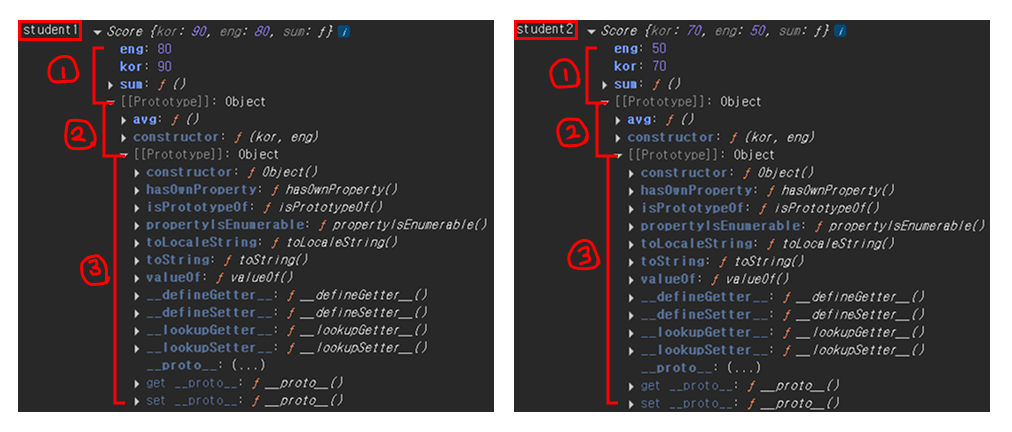 student1
Score {kor: 90, eng: 80, sum: ƒ} i
eng: 80
kor: 90
sum: ƒ ()
[[Prototype]]: Object
avg: ƒ ()
constructor: ƒ (kor, eng)
[[Prototype]]: Object
constructor: ƒ Object()
hasOwnProperty: ƒ hasOwnProperty()
isPrototypeOf: ƒ isPrototypeOf()
propertyIsEnumerable: ƒ propertyIsEnumerable()
toLocaleString: ƒ toLocaleString()
toString: ƒ toString()
valueOf: ƒ valueOf()
__defineGetter__: ƒ __defineGetter__()
__defineSetter__: ƒ __defineSetter__()
__lookupGetter__: ƒ __lookupGetter__()
__lookupSetter__: ƒ __lookupSetter__()
__proto__: (...)
get __proto__: ƒ __proto__()
set __proto__: ƒ __proto__()
①
②
③
student2
Score {kor: 70, eng: 50, sum: ƒ} i
eng: 50
kor: 70
sum: ƒ ()
[[Prototype]]: Object
avg: ƒ ()
constructor: ƒ (kor, eng)
[[Prototype]]: Object
constructor: ƒ Object()
hasOwnProperty: ƒ hasOwnProperty()
isPrototypeOf: ƒ isPrototypeOf()
propertyIsEnumerable: ƒ propertyIsEnumerable()
toLocaleString: ƒ toLocaleString()
toString: ƒ toString()
valueOf: ƒ valueOf()
__defineGetter__: ƒ __defineGetter__()
__defineSetter__: ƒ __defineSetter__()
__lookupGetter__: ƒ __lookupGetter__()
__lookupSetter__: ƒ __lookupSetter__()
__proto__: (...)
get __proto__: ƒ __proto__()
set __proto__: ƒ __proto__()
①
②
③